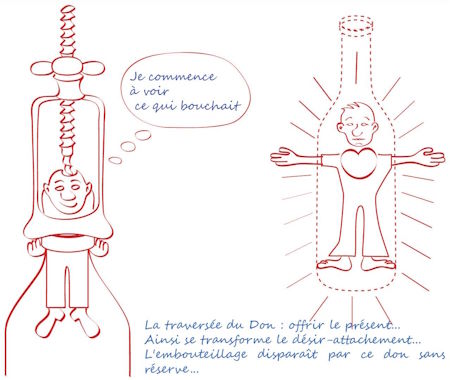 Je commence
à voir
ce qui bouchait
La traversée du Don : offrir le présent...
Ainsi se transforme le désir-attachement...
L'embouteillage disparaît par ce don sans
réserve...